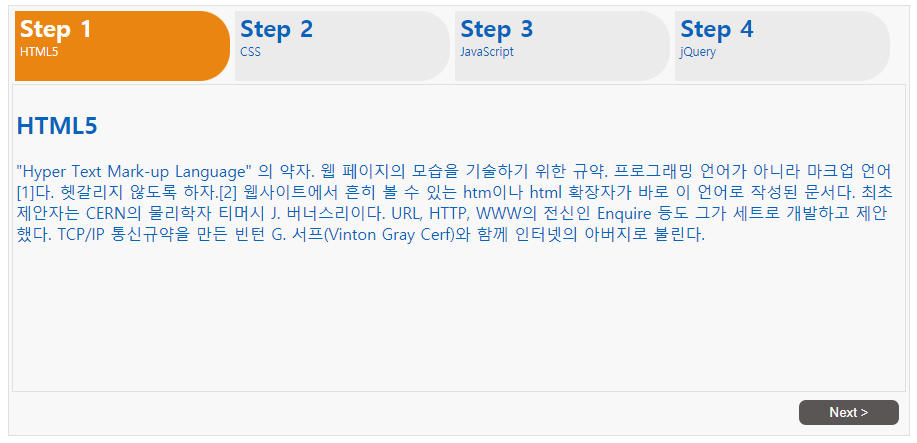 Step 1
HTML5
Step 2
CSS
Step 3
JavaScript
Step 4
jQuery
HTML5
"Hyper Text Mark-up Language" 의 약자. 웹 페이지의 모습을 기술하기 위한 규약. 프로그래밍 언어가 아니라 마크업 언어
[1]다. 헷갈리지 않도록 하자.[2] 웹사이트에서 흔히 볼 수 있는 htm이나 html 확장자가 바로 이 언어로 작성된 문서다. 최초
제안자는 CERN의 물리학자 티머시 J. 버너스리이다. URL, HTTP, WWW의 전신인 Enquire 등도 그가 세트로 개발하고 제안
했다. TCP/IP 통신규약을 만든 빈턴 G. 서프(Vinton Gray Cerf)와 함께 인터넷의 아버지로 불린다.
Next >